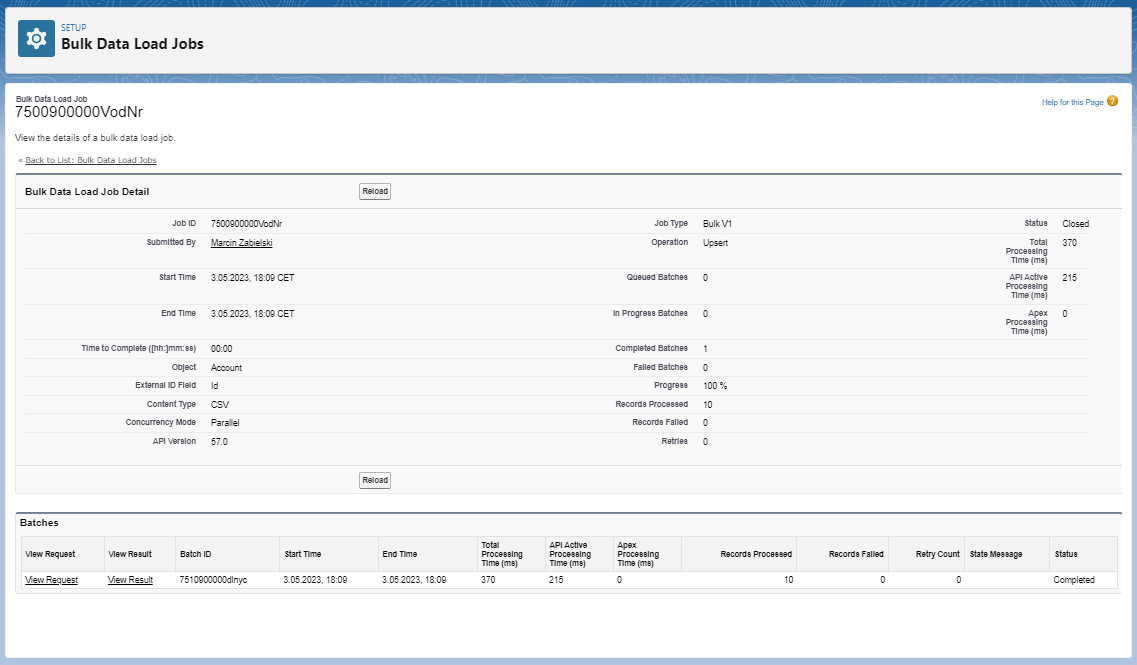 SETUP
Bulk Data Load Jobs
Bulk Data Load Job
7500900000VodNr
Help for this Page ?
View the details of a bulk data load job.
« Back to List: Bulk Data Load Jobs
Bulk Data Load Job Detail Reload
Job ID 7500900000VodNr Job Type Bulk V1 Status Closed
Submitted By Marcin Zabielski Operation Upsert Total Processing Time (ms) 370
Start Time 3.05.2023, 18:09 CET Queued Batches 0 API Active Processing Time (ms) 215
End Time 3.05.2023, 18:09 CET In Progress Batches 0 Apex Processing Time (ms) 0
Time to Complete ([hh:]mm:ss) 00:00 Completed Batches 1
Object Account Failed Batches 0
External ID Field Id Progress 100 %
Content Type CSV Records Processed 10
Concurrency Mode Parallel Records Failed 0
API Version 57.0 Retries 0
Reload
Batches
View Request View Result Batch ID Start Time End Time Total Processing Time (ms) API Active Processing Time (ms) Apex Processing Time (ms) Records Processed Records Failed Retry Count State Message Status
View Request View Result 7510900000dlnyc 3.05.2023, 18:09 3.05.2023, 18:09 370 215 0 10 0 0 Completed